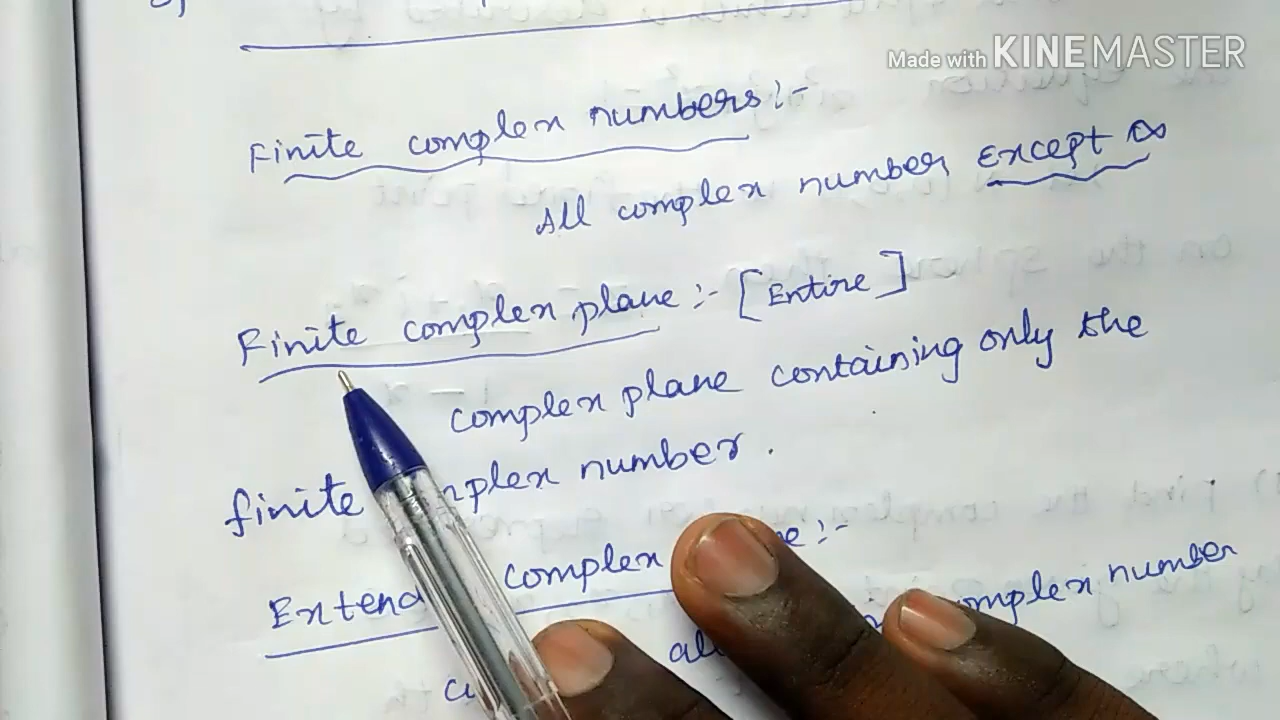 Made with KINEMASTER
Finite complex numbers :-
All complex number except ∞
Finite complex plane :- [Entire]
complex plane containing only the
finite number.
complex :-
complex number